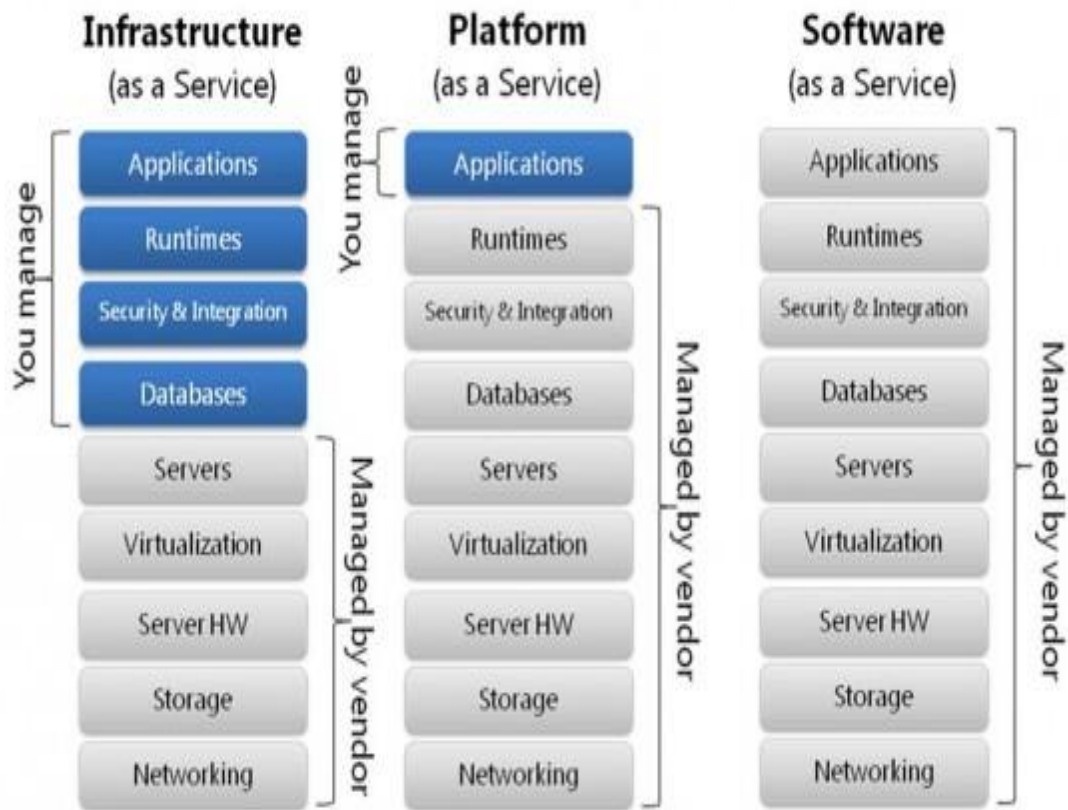 Infrastructure
(as a Service)
You manage
Applications
Runtimes
Security & Integration
Databases
Servers
Virtualization
Server HW
Storage
Networking
Managed by vendor
Platform
(as a Service)
You manage
Applications
Runtimes
Security & Integration
Databases
Servers
Virtualization
Server HW
Storage
Networking
Managed by vendor
Software
(as a Service)
Applications
Runtimes
Security & Integration
Databases
Servers
Virtualization
Server HW
Storage
Networking
Managed by vendor